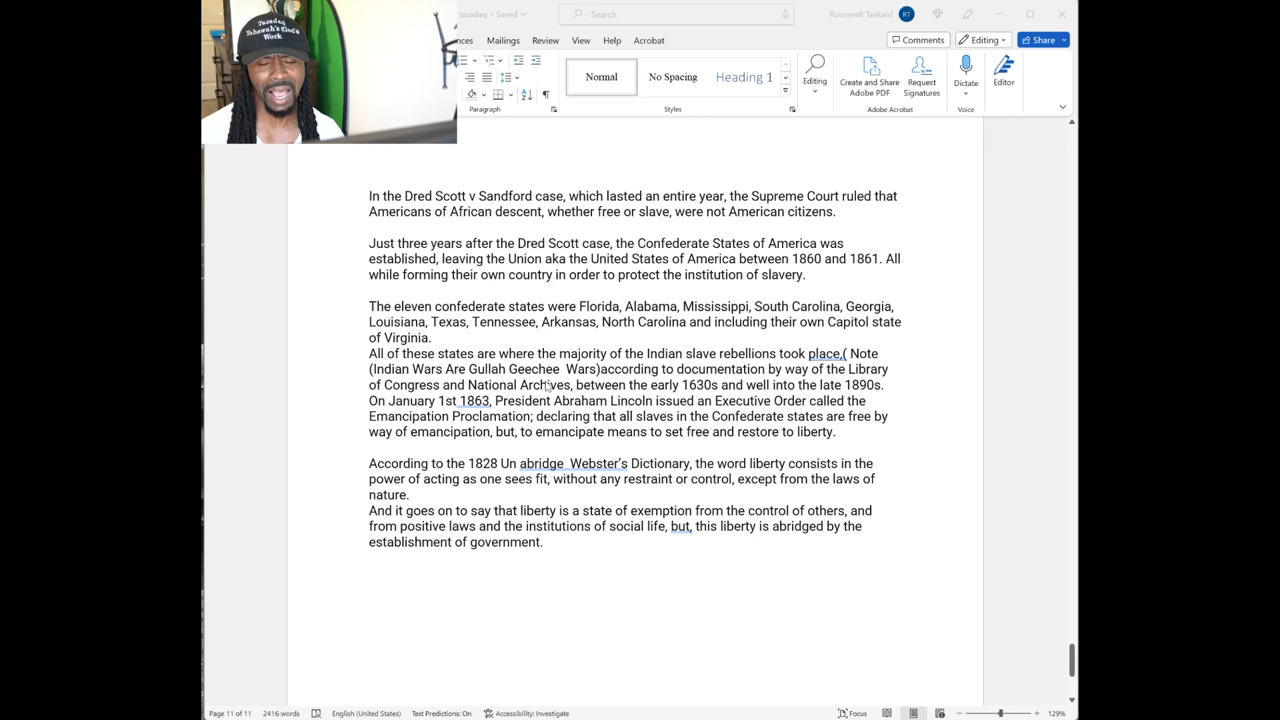 Tazadaq
Yahawah's God's
Work
tazadaq • Saved
Search
Roosevelt Tankard
RT
nces
Mailings
Review
View
Help
Acrobat
Comments
Editing
Share
Normal
No Spacing
Heading 1
Editing
Create and Share
Adobe PDF
Request
Signatures
Dictate
Editor
Paragraph
Styles
Adobe Acrobat
Voice
In the Dred Scott v Sandford case, which lasted an entire year, the Supreme Court ruled that
Americans of African descent, whether free or slave, were not American citizens.
Just three years after the Dred Scott case, the Confederate States of America was
established, leaving the Union aka the United States of America between 1860 and 1861. All
while forming their own country in order to protect the institution of slavery.
The eleven confederate states were Florida, Alabama, Mississippi, South Carolina, Georgia,
Louisiana, Texas, Tennessee, Arkansas, North Carolina and including their own Capitol state
of Virginia.
All of these states are where the majority of the Indian slave rebellions took place,( Note
(Indian Wars Are Gullah Geechee  Wars)according to documentation by way of the Library
of Congress and National Archives, between the early 1630s and well into the late 1890s.
On January 1st 1863, President Abraham Lincoln issued an Executive Order called the
Emancipation Proclamation; declaring that all slaves in the Confederate states are free by
way of emancipation, but, to emancipate means to set free and restore to liberty.
According to the 1828 Un abridge  Webster's Dictionary, the word liberty consists in the
power of acting as one sees fit, without any restraint or control, except from the laws of
nature.
And it goes on to say that liberty is a state of exemption from the control of others, and
from positive laws and the institutions of social life, but, this liberty is abridged by the
establishment of government.
Page 11 of 11
2416 words
English (United States)
Text Predictions: On
Accessibility: Investigate
Focus
129%